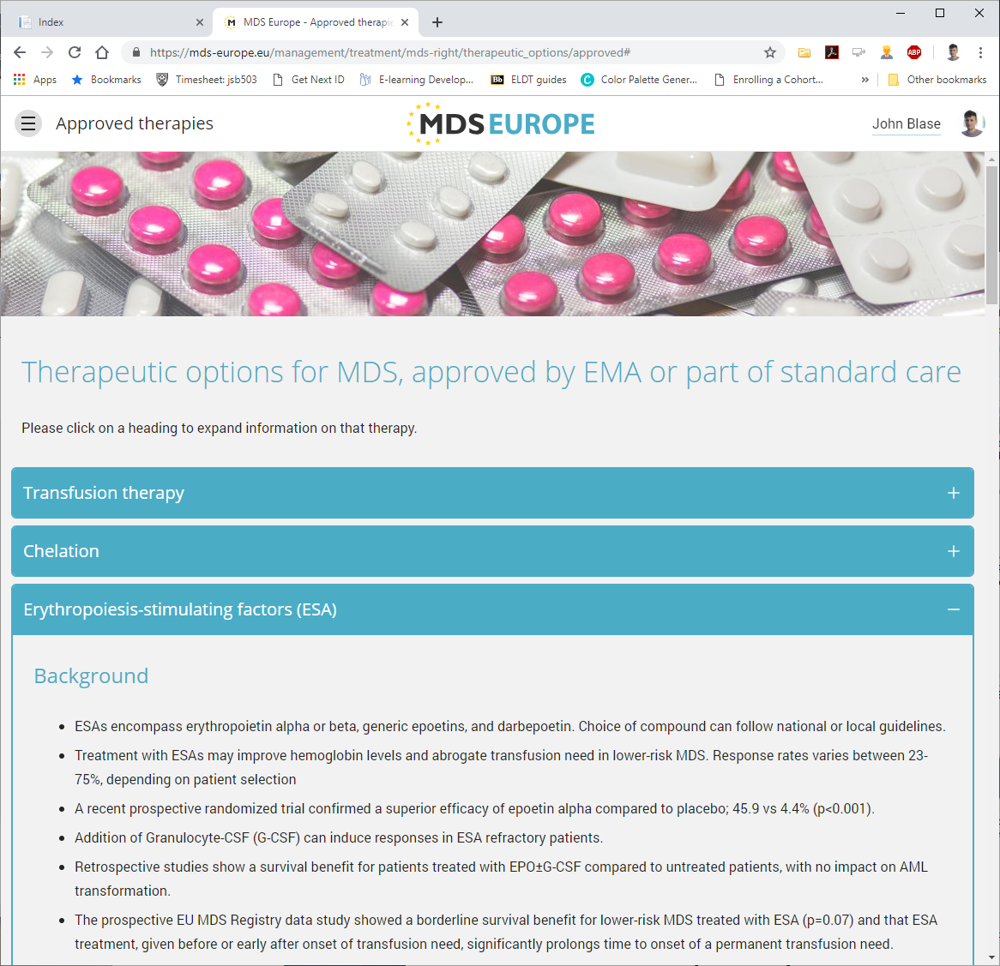 Index
MDS Europe - Approved therapie
https://mds-europe.eu/management/treatment/mds-right/therapeutic_options/approved#
Apps
Bookmarks
Timesheet: jsb503
Get Next ID
E-learning Develop...
Bb ELDT guides
C Color Palette Gener...
Enrolling a Cohort...
»
Other bookmarks
ABP
Approved therapies
MDS EUROPE
John Blase
Therapeutic options for MDS, approved by EMA or part of standard care
Please click on a heading to expand information on that therapy.
Transfusion therapy
Chelation
Erythropoiesis-stimulating factors (ESA)
Background
• ESAs encompass erythropoietin alpha or beta, generic epoetins, and darbepoetin. Choice of compound can follow national or local guidelines.
• Treatment with ESAs may improve hemoglobin levels and abrogate transfusion need in lower-risk MDS. Response rates varies between 23-
75%, depending on patient selection
• A recent prospective randomized trial confirmed a superior efficacy of epoetin alpha compared to placebo; 45.9 vs 4.4% (p<0.001).
• Addition of Granulocyte-CSF (G-CSF) can induce responses in ESA refractory patients.
• Retrospective studies show a survival benefit for patients treated with EPO±G-CSF compared to untreated patients, with no impact on AML
transformation.
• The prospective EU MDS Registry data study showed a borderline survival benefit for lower-risk MDS treated with ESA (p=0.07) and that ESA
treatment, given before or early after onset of transfusion need, significantly prolongs time to onset of a permanent transfusion need.